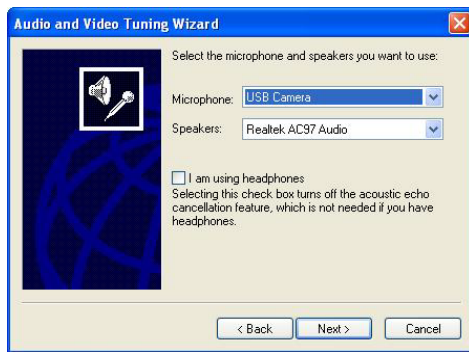 Audio and Video Tuning Wizard
Select the microphone and speakers you want to use:
Microphone: USB Camera
Speakers: Realtek AC97 Audio
I am using headphones
Selecting this check box turns off the acoustic echo
cancellation feature, which is not needed if you have
headphones.
< Back Next > Cancel